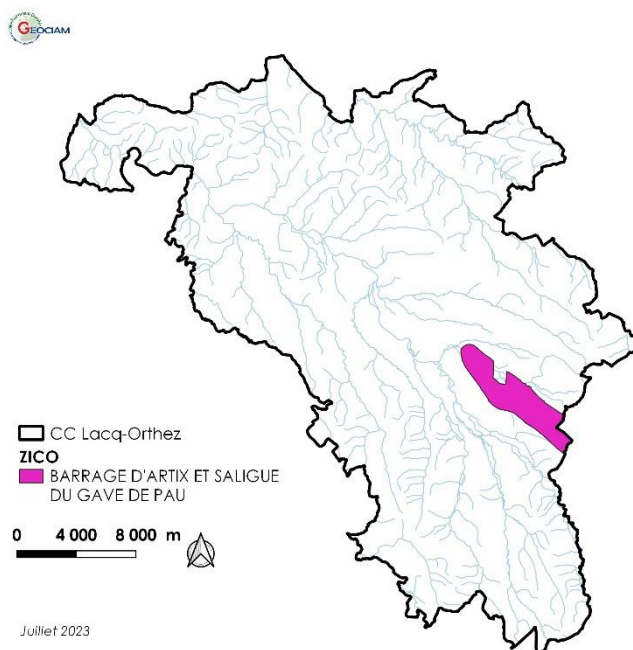 GEOCIAM
CC Lacq-Orthez
ZICO
BARRAGE D'ARTIX ET SALIGUE
DU GAVE DE PAU
0 4 000 8 000 m
Juillet 2023